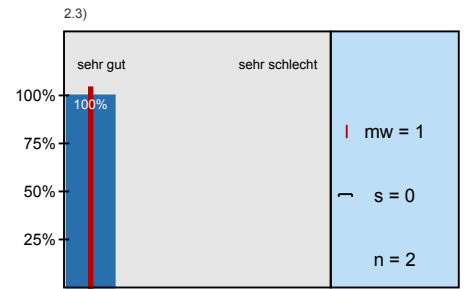 2.3)
sehr gut sehr schlecht
100%
100%
75%
50%
25%
mw = 1
s = 0
n = 2